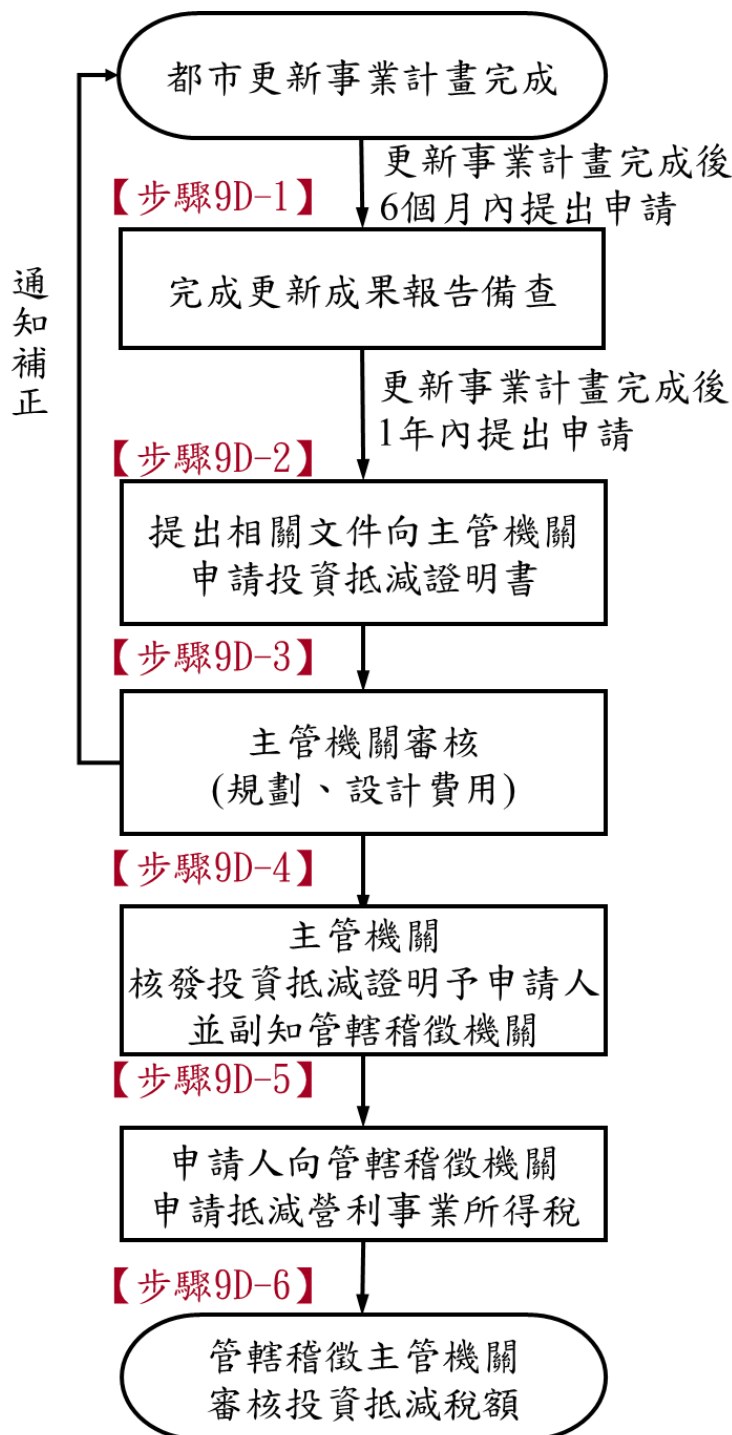 都市更新事業計畫完成
更新事業計畫完成後
6個月內提出申請
【步驟9D-1】
完成更新成果報告備查
通知補正
更新事業計畫完成後
1年內提出申請
【步驟9D-2】
提出相關文件向主管機關
申請投資抵減證明書
【步驟9D-3】
主管機關審核
(規劃、設計費用)
【步驟9D-4】
主管機關
核發投資抵減證明予申請人
並副知管轄稽徵機關
【步驟9D-5】
申請人向管轄稽徵機關
申請抵減營利事業所得稅
【步驟9D-6】
管轄稽徵主管機關
審核投資抵減稅額